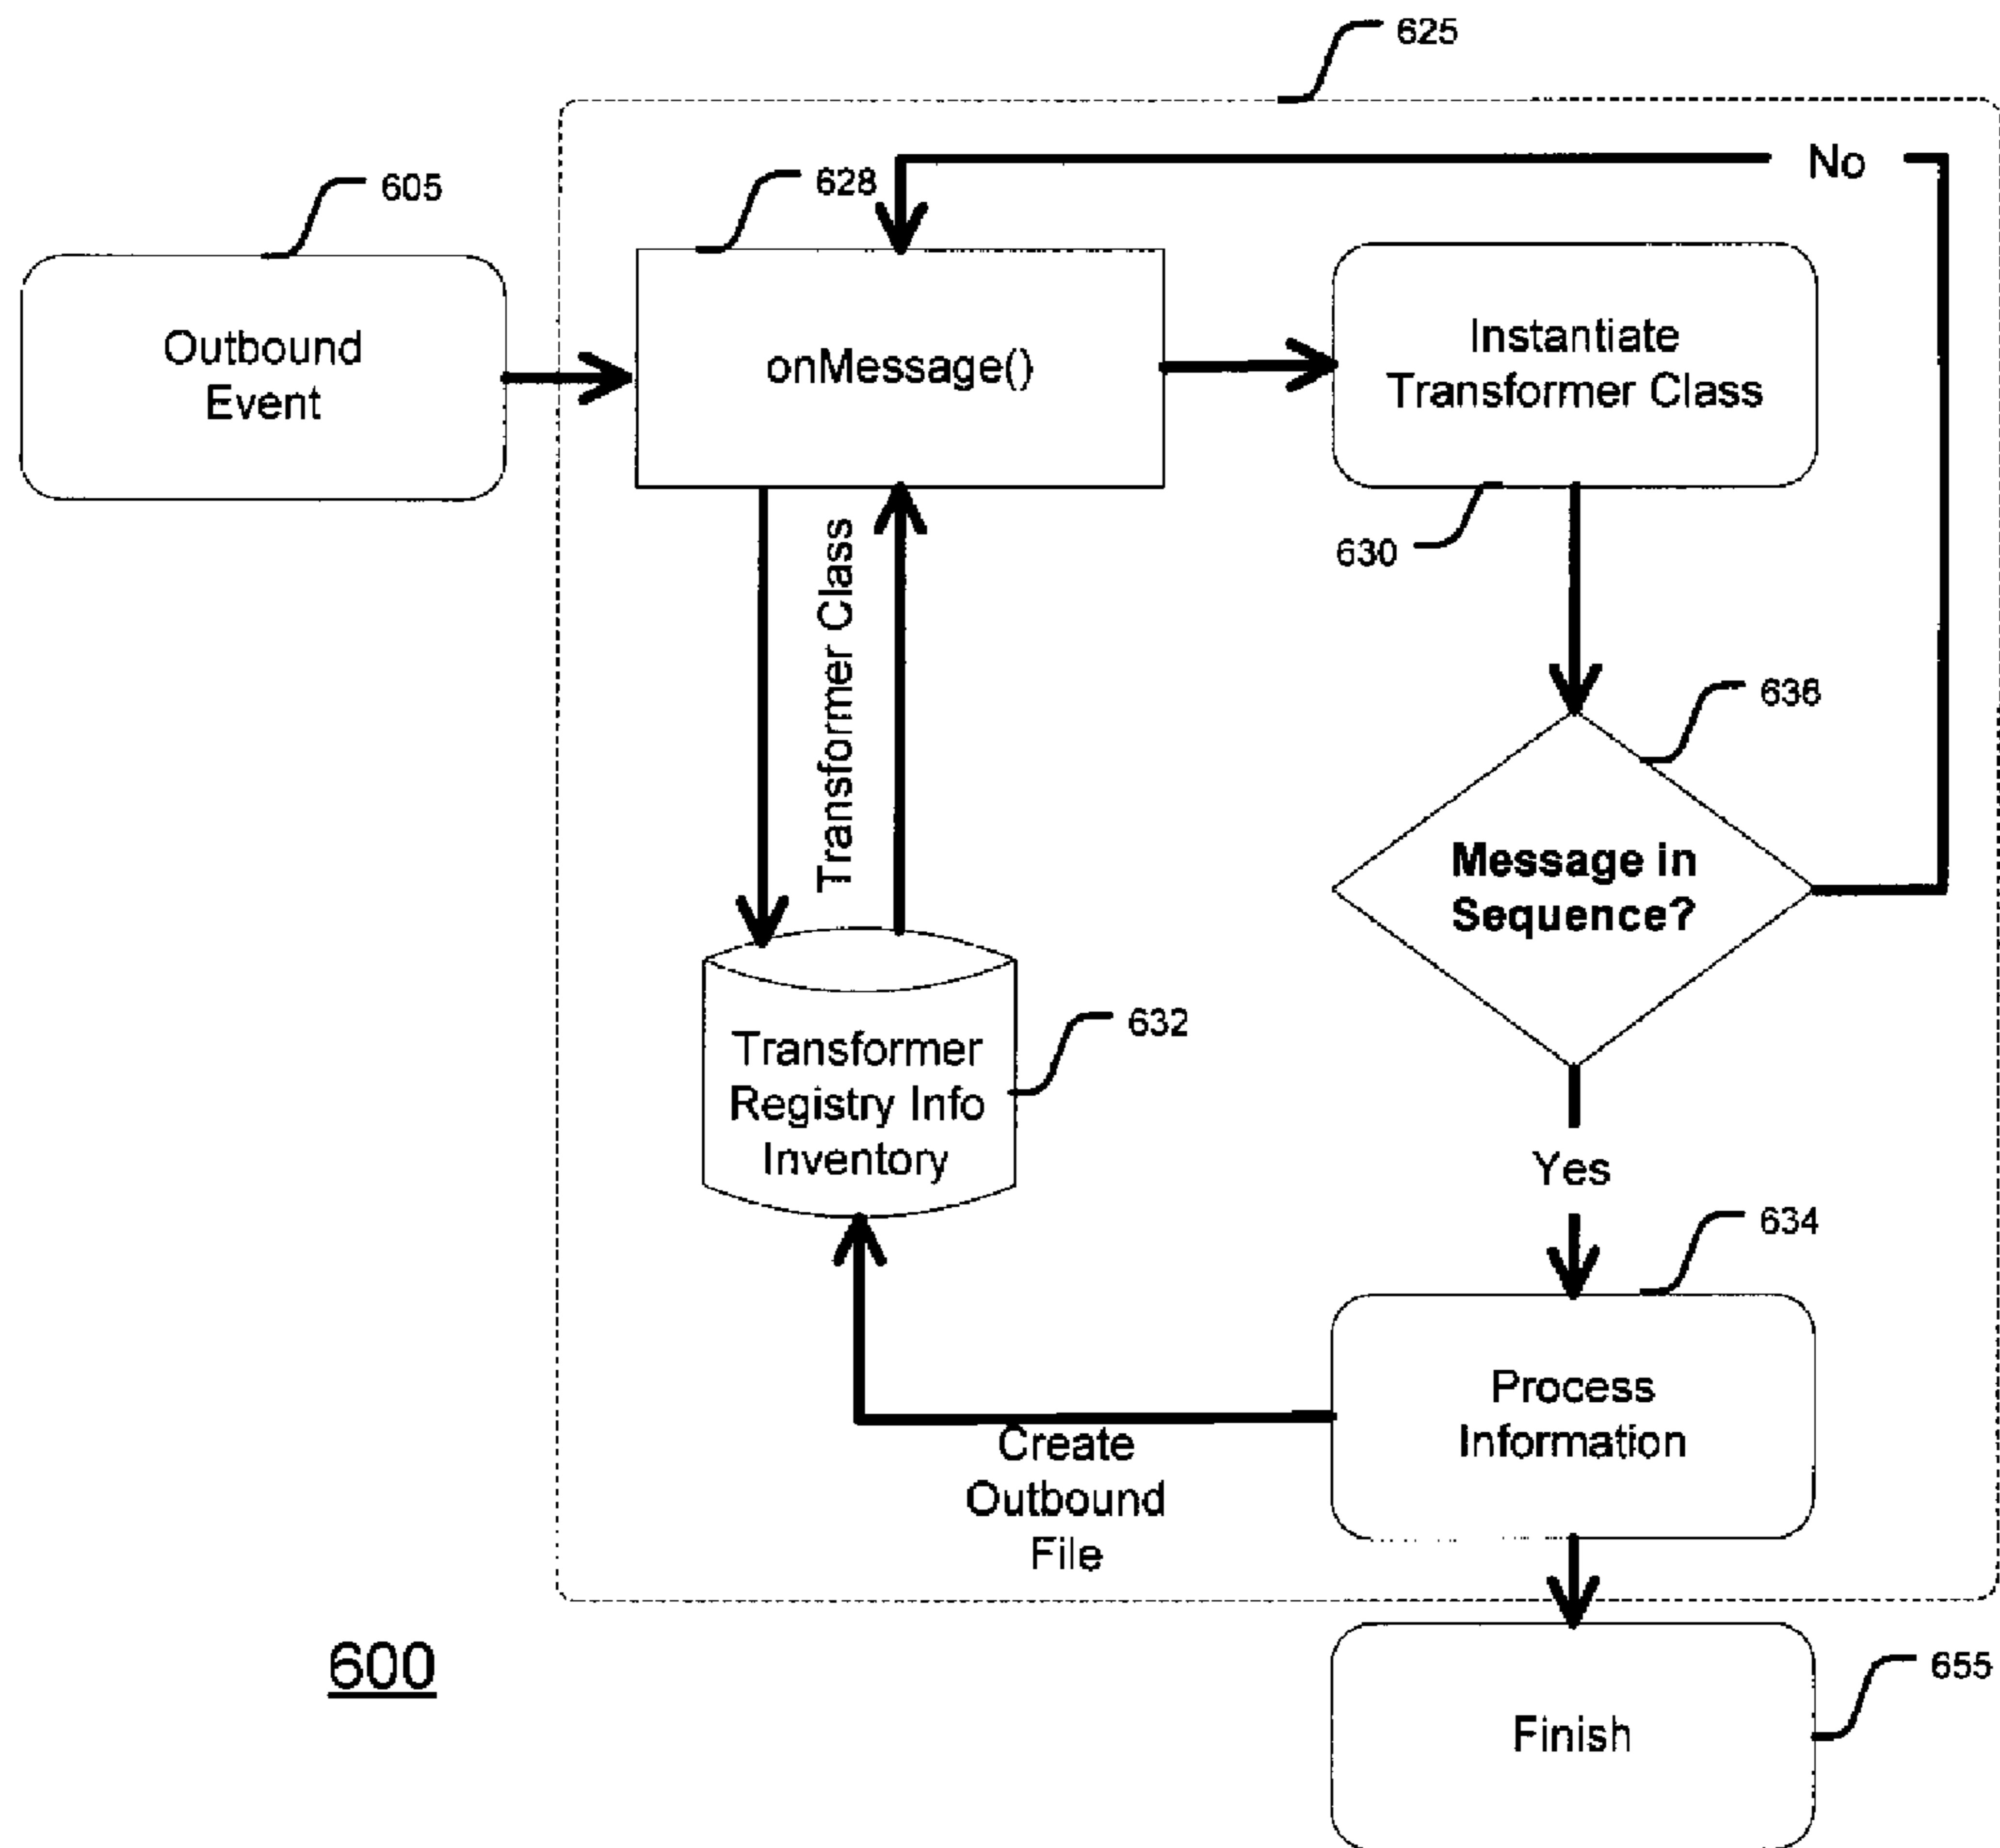 625
No
605
628
Outbound
Event
onMessage()
Instantiate
Transformer Class
630
Transformer Class
636
Message in
Sequence?
632
Transformer
Registry Info
Inventory
Yes
634
Process
Information
Create
Outbound
File
600
655
Finish